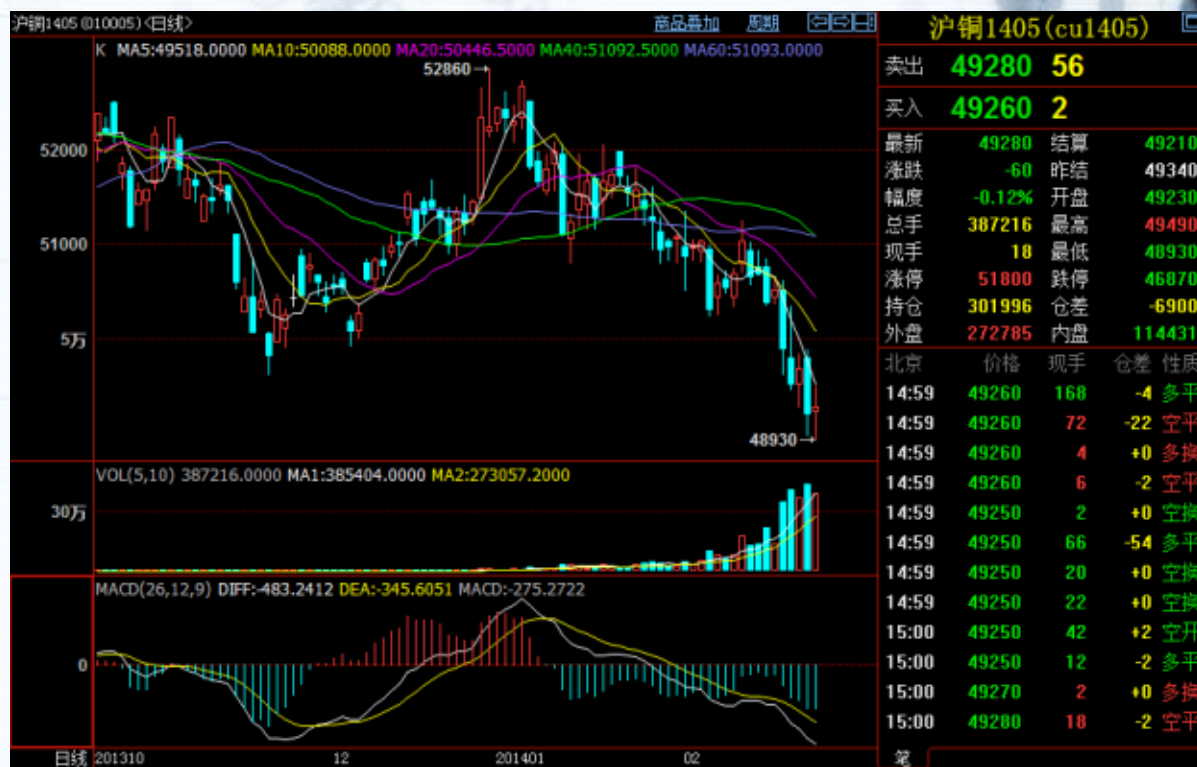 沪铜1405(010005)<日线>
商品叠加 周期
K MA5:49518.0000 MA10:50088.0000 MA20:50446.5000 MA40:51092.5000 MA60:51093.0000
52860
52000
51000
5万
48930
VOL(5,10) 387216.0000 MA1:385404.0000 MA2:273057.2000
30万
MACD(26,12,9) DIFF:-483.2412 DEA:-345.6051 MACD:-275.2722
0
日线 201310 12 201401 02
沪铜1405(cu1405)
卖出 49280 56
买入 49260 2
最新 49280 结算 49210
涨跌 -60 昨结 49340
幅度 -0.12% 开盘 49230
总手 387216 最高 49490
现手 18 最低 48930
涨停 51800 跌停 46870
持仓 301996 仓差 -6900
外盘 272785 内盘 114431
北京 价格 现手 仓差 性质
14:59 49260 168 -4 多平
14:59 49260 72 -22 空平
14:59 49260 4 +0 多换
14:59 49260 6 -2 空平
14:59 49250 2 +0 空换
14:59 49250 66 -54 多平
14:59 49250 20 +0 空换
14:59 49250 22 +0 空换
15:00 49250 42 +2 空开
15:00 49250 12 -2 多平
15:00 49270 2 +0 多换
15:00 49280 18 -2 空平
笔